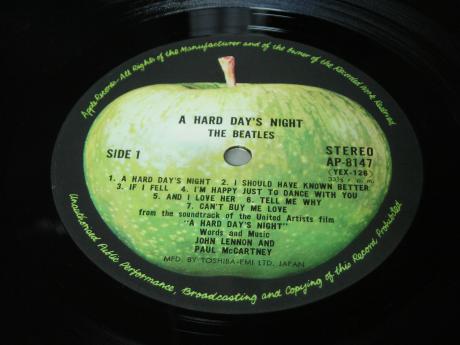 Apple Records-All Rights of the Manufacturer and of the Owner of the Recorded Work Reserved
A HARD DAY'S NIGHT
THE BEATLES
SIDE 1
STEREO
AP-8147
(YEX-126)
33⅓ r. p. m.
1. A HARD DAY'S NIGHT 2. I SHOULD HAVE KNOWN BETTER
3. IF I FELL 4. I'M HAPPY JUST TO DANCE WITH YOU
5. AND I LOVE HER 6. TELL ME WHY
7. CAN'T BUY ME LOVE
from the soundtrack of the United Artists film
"A HARD DAY'S NIGHT"
Words and Music
JOHN LENNON AND
PAUL McCARTNEY
MFD. BY TOSHIBA-EMI LTD. JAPAN
Unauthorised Public Performance, Broadcasting and Copying of this Record Prohibited